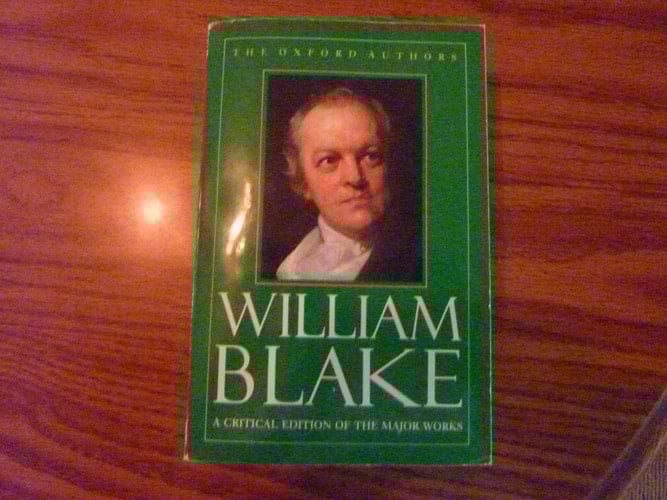 THE OXFORD AUTHORS
WILLIAM
BLAKE
A CRITICAL EDITION OF THE MAJOR WORKS